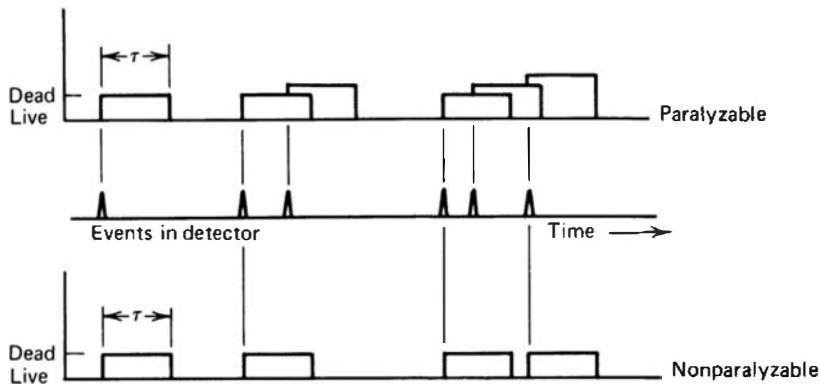 τ
Dead
Live
Paralyzable
Events in detector
Time
τ
Dead
Live
Nonparalyzable